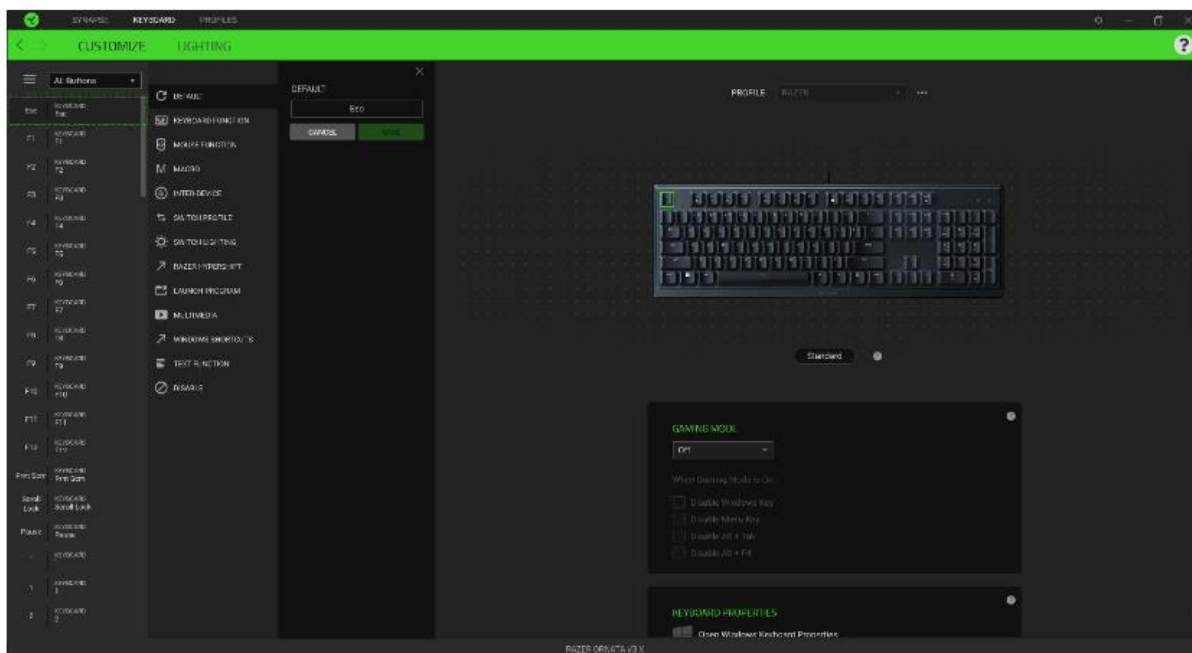 SYNAPSE KEYBOARD PROFILES
CUSTOMIZE LIGHTING
?
All Buttons
Esc KEYBOARD
Esc
F1 KEYBOARD
F1
F2 KEYBOARD
F2
F3 KEYBOARD
F3
F4 KEYBOARD
F4
F5 KEYBOARD
F5
F6 KEYBOARD
F6
F7 KEYBOARD
F7
F8 KEYBOARD
F8
F9 KEYBOARD
F9
F10 KEYBOARD
F10
F11 KEYBOARD
F11
F12 KEYBOARD
F12
Prnt Scrn KEYBOARD
Prnt Scrn
Scroll Lock KEYBOARD
Scroll Lock
Pause KEYBOARD
Pause
KEYBOARD
1 KEYBOARD
1
2 KEYBOARD
2
DEFAULT
KEYBOARD FUNCTION
MOUSE FUNCTION
MACRO
INTER-DEVICE
SWITCH PROFILE
SWITCH LIGHTING
RAZER HYPERSHIFT
LAUNCH PROGRAM
MULTIMEDIA
WINDOWS SHORTCUTS
TEXT FUNCTION
DISABLE
DEFAULT
Esc
CANCEL SAVE
PROFILE RAZER
Standard
GAMING MODE
Off
When Gaming Mode is On:
Disable Windows Key
Disable Menu Key
Disable Alt + Tab
Disable Alt + F4
KEYBOARD PROPERTIES
Open Windows Keyboard Properties
RAZER ORNATA V3 X